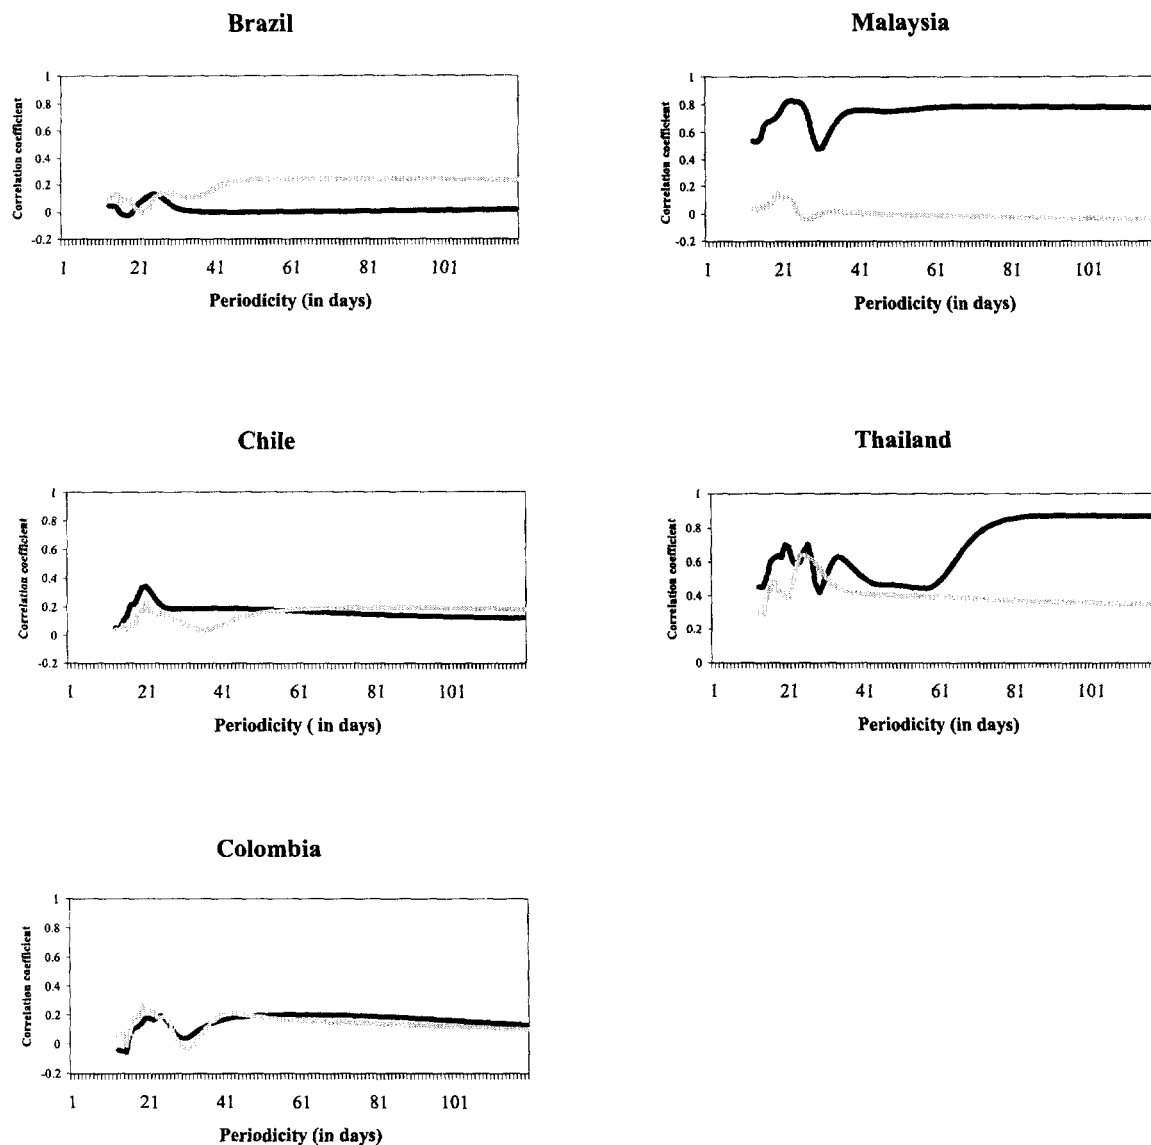 Brazil
Correlation coefficient
1
0.8
0.6
0.4
0.2
0
-0.2
1 21 41 61 81 101
Periodicity (in days)
Malaysia
Correlation coefficient
1
0.8
0.6
0.4
0.2
0
-0.2
1 21 41 61 81 101
Periodicity (in days)
Chile
Correlation coefficient
1
0.8
0.6
0.4
0.2
0
-0.2
1 21 41 61 81 101
Periodicity ( in days)
Thailand
Correlation coefficient
1
0.8
0.6
0.4
0.2
0
1 21 41 61 81 101
Periodicity (in days)
Colombia
Correlation coefficient
1
0.8
0.6
0.4
0.2
0
-0.2
1 21 41 61 81 101
Periodicity (in days)